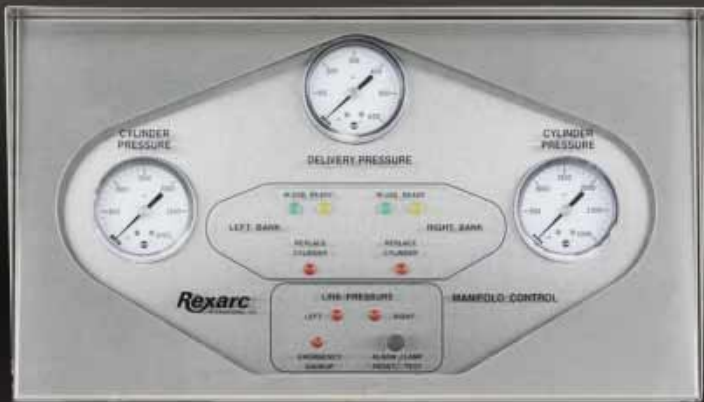 CYLINDER
PRESSURE
DELIVERY PRESSURE
CYLINDER
PRESSURE
IN USE READY
IN USE READY
LEFT BANK
RIGHT BANK
REPLACE
CYLINDER
REPLACE
CYLINDER
Rexarc
LINE PRESSURE
MANIFOLD CONTROL
LEFT
RIGHT
EMERGENCY
BACKUP
ALARM LAMP
RESET TEST